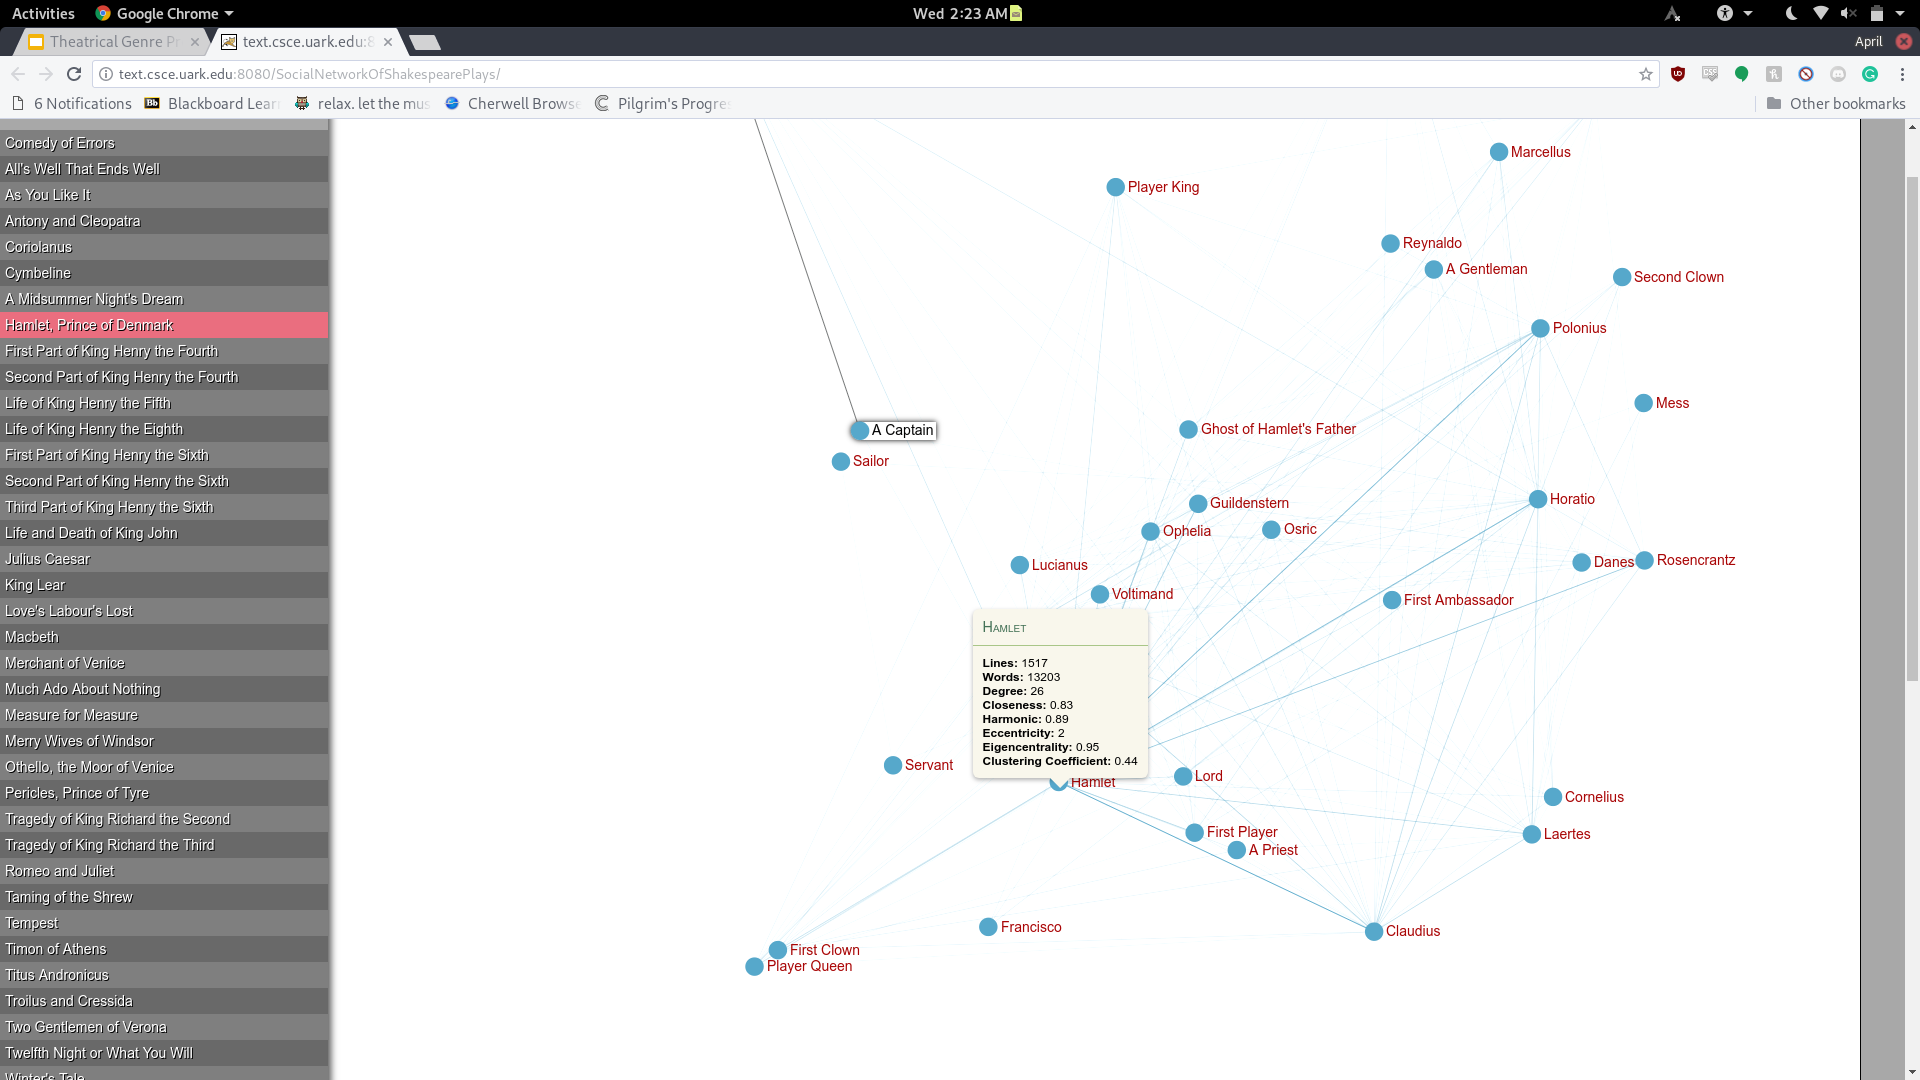 Activities Google Chrome Wed 2:23 AM
Theatrical Genre Pr text.csce.uark.edu:8 April
text.csce.uark.edu:8080/SocialNetworkOfShakespearePlays/
6 Notifications Bb Blackboard Lear relax. let the mus Cherwell Browse Pilgrim's Progre Other bookmarks
Comedy of Errors
All's Well That Ends Well
As You Like It
Antony and Cleopatra
Coriolanus
Cymbeline
A Midsummer Night's Dream
Hamlet, Prince of Denmark
First Part of King Henry the Fourth
Second Part of King Henry the Fourth
Life of King Henry the Fifth
Life of King Henry the Eighth
First Part of King Henry the Sixth
Second Part of King Henry the Sixth
Third Part of King Henry the Sixth
Life and Death of King John
Julius Caesar
King Lear
Love's Labour's Lost
Macbeth
Merchant of Venice
Much Ado About Nothing
Measure for Measure
Merry Wives of Windsor
Othello, the Moor of Venice
Pericles, Prince of Tyre
Tragedy of King Richard the Second
Tragedy of King Richard the Third
Romeo and Juliet
Taming of the Shrew
Tempest
Timon of Athens
Titus Andronicus
Troilus and Cressida
Two Gentlemen of Verona
Twelfth Night or What You Will
Winter's Tale
Marcellus
Player King
Reynaldo
A Gentleman
Second Clown
Polonius
Mess
Ghost of Hamlet's Father
A Captain
Sailor
Horatio
Guildenstern
Osric
Ophelia
Danes
Rosencrantz
Lucianus
Voltimand
First Ambassador
Hamlet
Lines: 1517
Words: 13203
Degree: 26
Closeness: 0.83
Harmonic: 0.89
Eccentricity: 2
Eigencentrality: 0.95
Clustering Coefficient: 0.44
Servant
Hamlet
Lord
Cornelius
First Player
Laertes
A Priest
Francisco
Claudius
First Clown
Player Queen